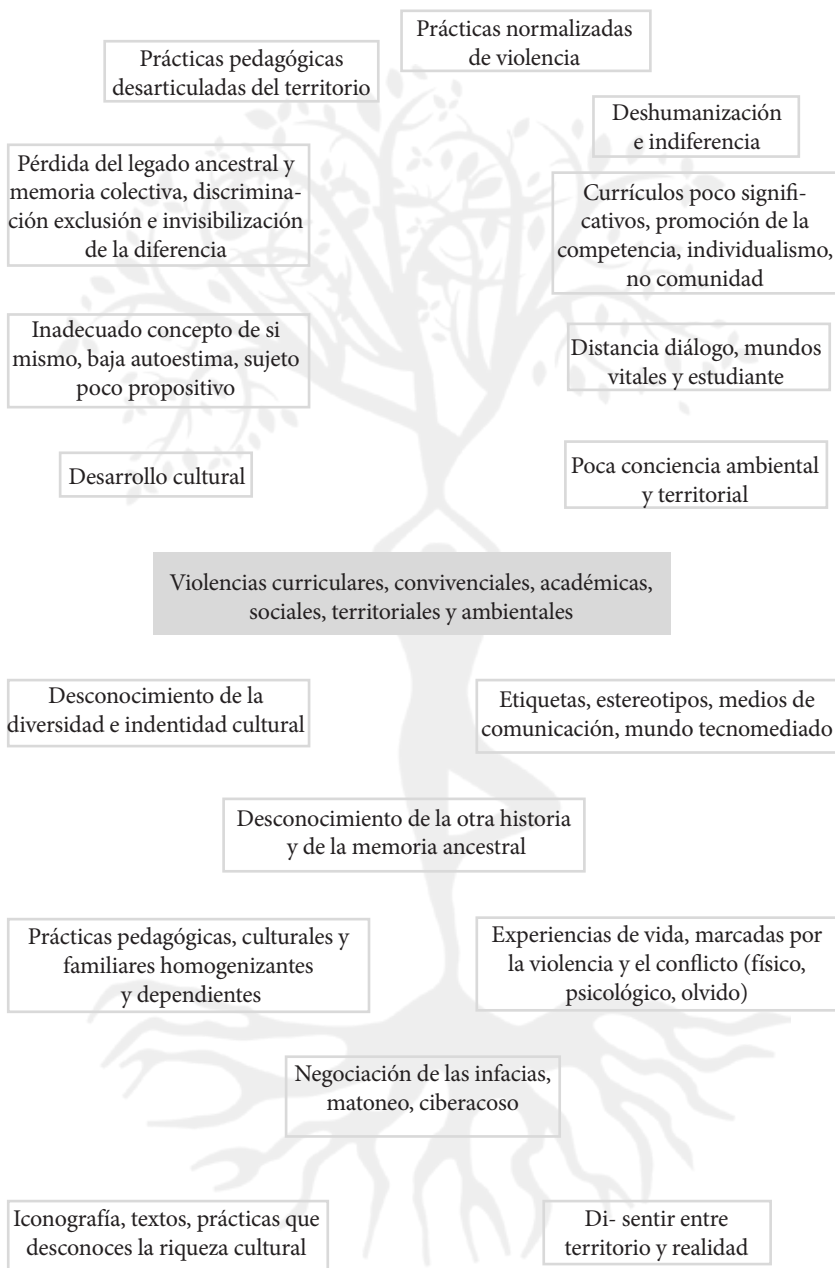 Prácticas normalizadas
de violencia
Prácticas pedagógicas
desarticuladas del territorio
Deshumanización
e indiferencia
Pérdida del legado ancestral y
memoria colectiva, discrimina-
ción exclusión e invisibilización
de la diferencia
Currículos poco signifi-
cativos, promoción de la
competencia, individualismo,
no comunidad
Inadecuado concepto de si
mismo, baja autoestima, sujeto
poco propositivo
Distancia diálogo, mundos
vitales y estudiante
Desarrollo cultural
Poca conciencia ambiental
y territorial
Violencias curriculares, convivenciales, académicas,
sociales, territoriales y ambientales
Desconocimiento de la
diversidad e indentidad cultural
Etiquetas, estereotipos, medios de
comunicación, mundo tecnomediado
Desconocimiento de la otra historia
y de la memoria ancestral
Prácticas pedagógicas, culturales y
familiares homogenizantes
y dependientes
Experiencias de vida, marcadas por
la violencia y el conflicto (físico,
psicológico, olvido)
Negociación de las infacias,
matoneo, ciberacoso
Iconografía, textos, prácticas que
desconoces la riqueza cultural
Di- sentir entre
territorio y realidad